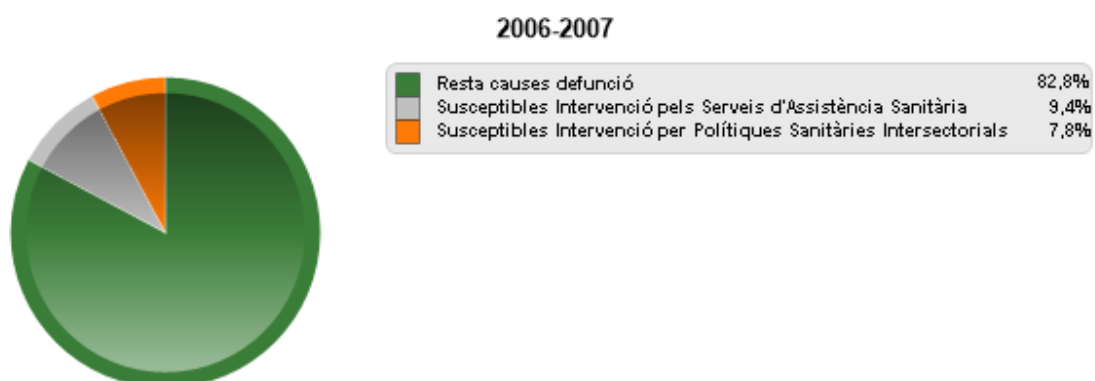 2006-2007
Resta causes defunció 82,8%
Susceptibles Intervenció pels Serveis d'Assistència Sanitària 9,4%
Susceptibles Intervenció per Polítiques Sanitàries Intersectorials 7,8%